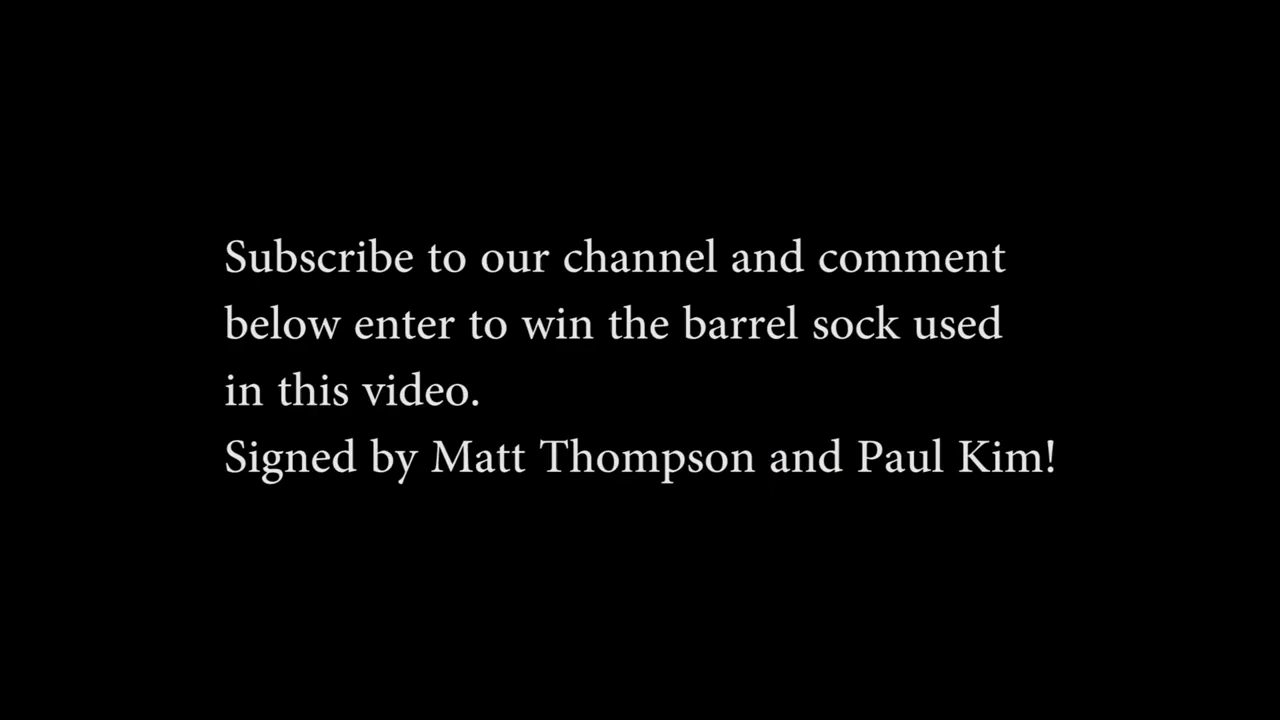 Subscribe to our channel and comment
below enter to win the barrel sock used
in this video.
Signed by Matt Thompson and Paul Kim!